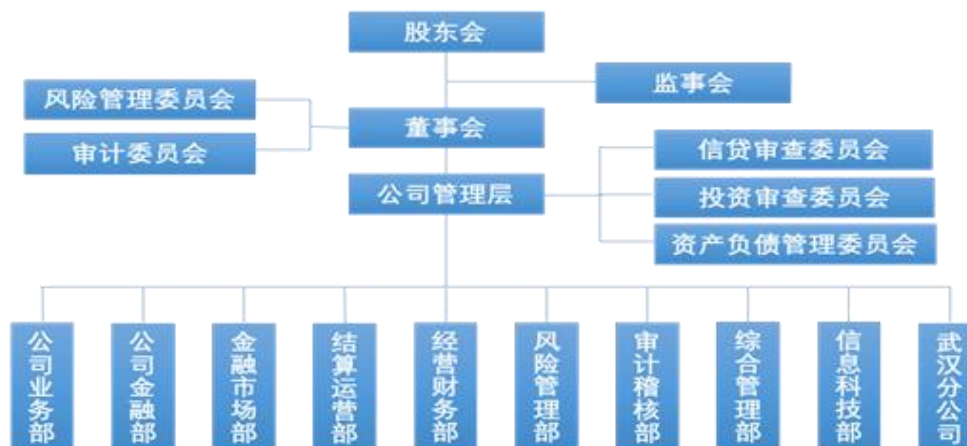 股东会
监事会
风险管理委员会
董事会
审计委员会
信贷审查委员会
公司管理层
投资审查委员会
资产负债管理委员会
公司业务部
公司金融部
金融市场部
结算运营部
经营财务部
风险管理部
审计稽核部
综合管理部
信息科技部
武汉分公司